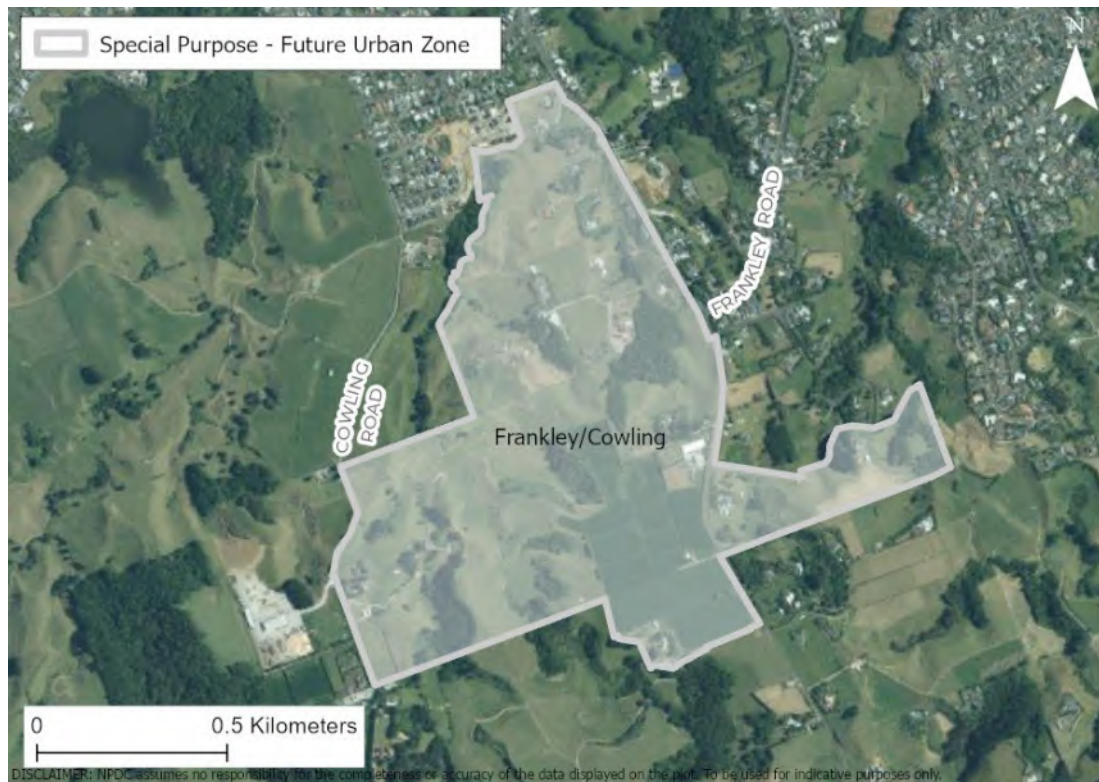 Special Purpose - Future Urban Zone
N
FRANKLEY ROAD
COWLING
ROAD
Frankley/Cowling
0 0.5 Kilometers
DISCLAIMER: NPDC assumes no responsibility for the completeness or accuracy of the data displayed on the plot. To be used for indicative purposes only.